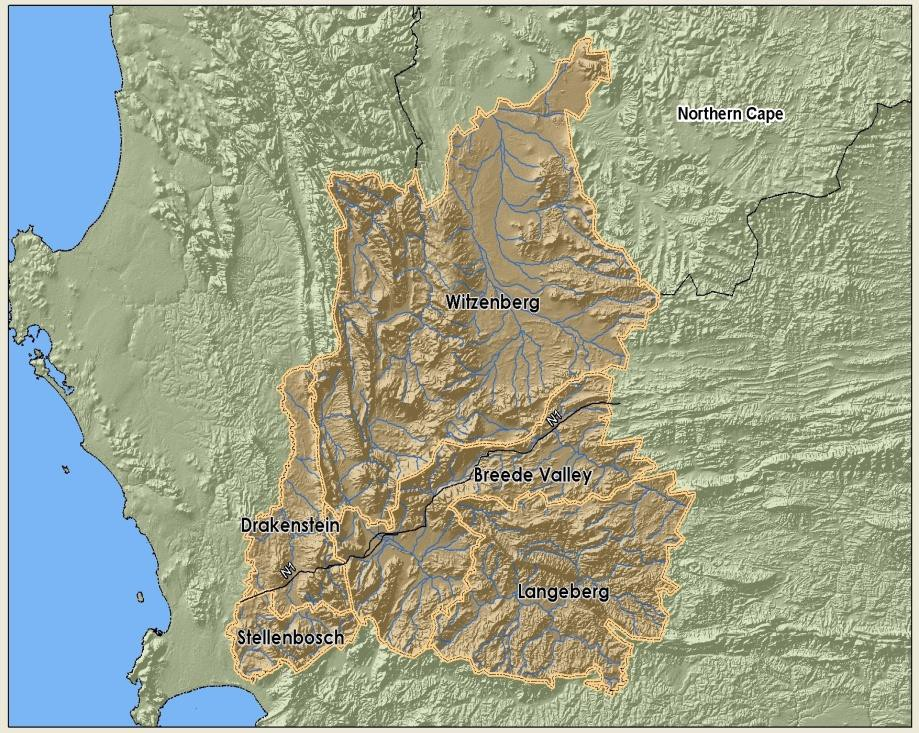 Northern Cape
Witzenberg
N1
Breede Valley
Drakenstein
N1
Langeberg
Stellenbosch